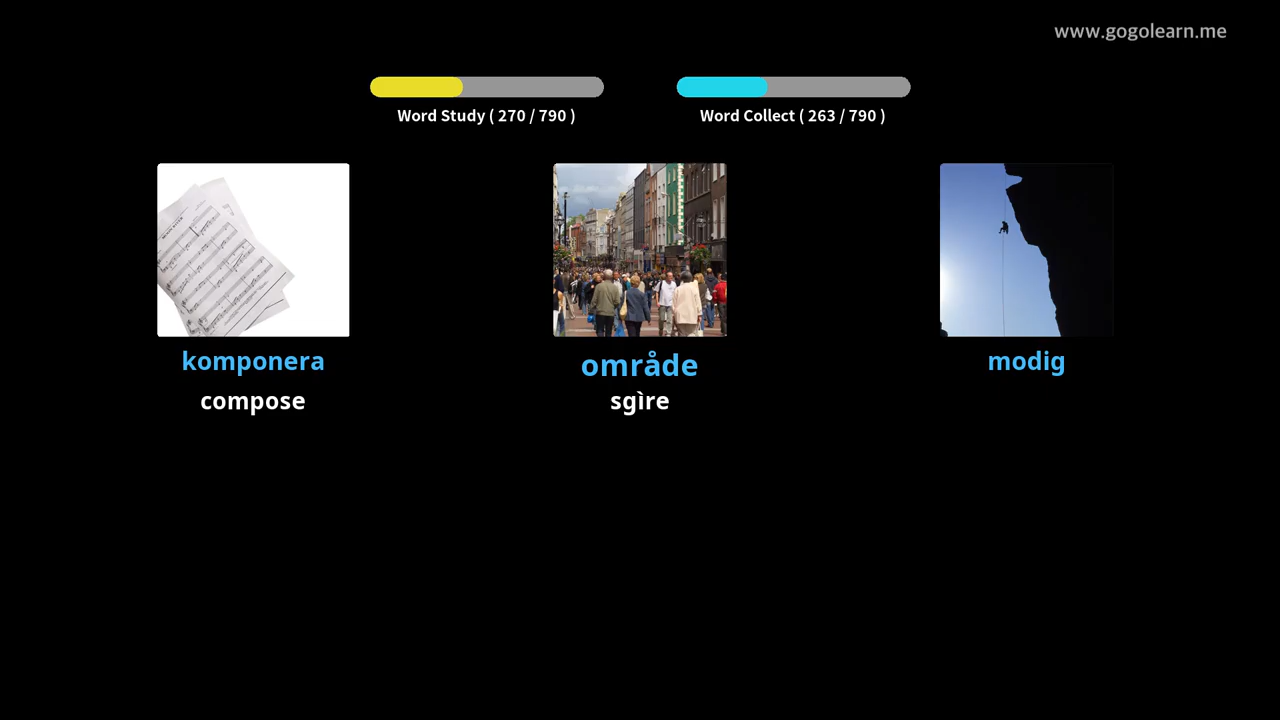 www.gogolearn.me
Word Study ( 270 / 790 )
Word Collect ( 263 / 790 )
komponera
compose
område
sgìre
modig